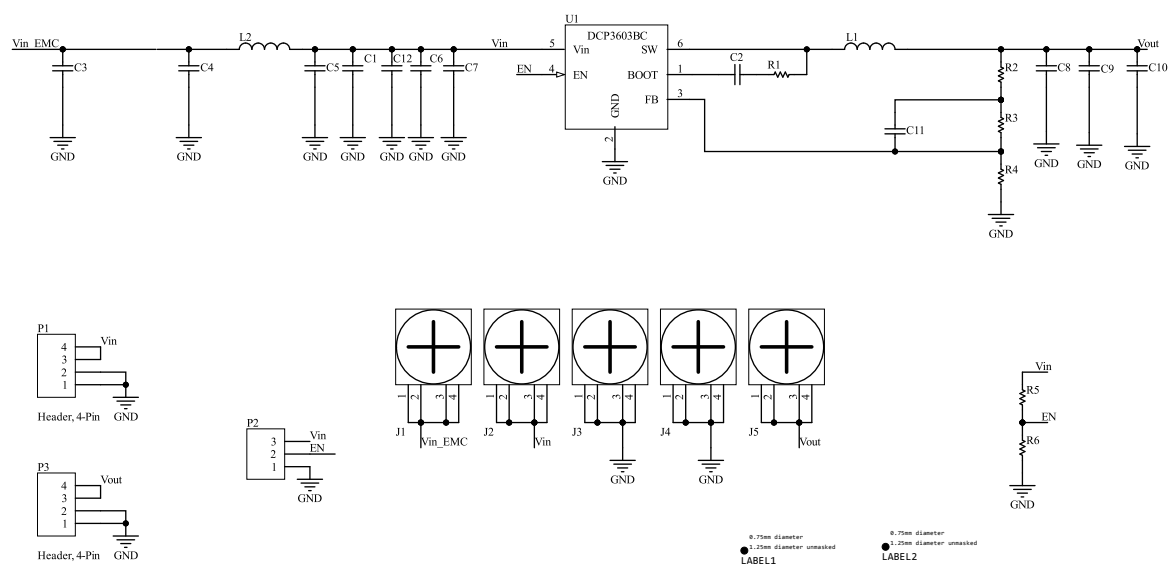 U1
DCP3603BC
Vin_EMC
L2
Vin
5
Vin
SW
6
L1
Vout
C3
C4
C5
C1
C12
C6
C7
EN
4
EN
BOOT
1
C2
R1
R2
C8
C9
C10
FB
3
GND
2
C11
R3
R4
GND
GND
GND
GND
GND
GND
GND
GND
GND
GND
GND
GND
P1
4
3
2
1
Vin
GND
Header, 4-Pin
P2
3
2
1
Vin
EN
GND
P3
4
3
2
1
Vout
GND
Header, 4-Pin
1
2
3
4
J1
Vin_EMC
1
2
3
4
J2
Vin
1
2
3
4
J3
GND
1
2
3
4
J4
GND
1
2
3
4
J5
Vout
Vin
R5
EN
R6
GND
0.75mm diameter
1.25mm diameter unmasked
LABEL1
0.75mm diameter
1.25mm diameter unmasked
LABEL2